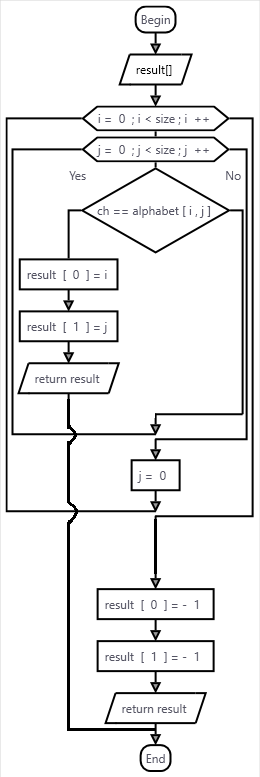 Begin
result[]
i = 0 ; i < size ; i ++
j = 0 ; j < size ; j ++
Yes
No
ch == alphabet [ i , j ]
result [ 0 ] = i
result [ 1 ] = j
return result
j = 0
result [ 0 ] = - 1
result [ 1 ] = - 1
return result
End